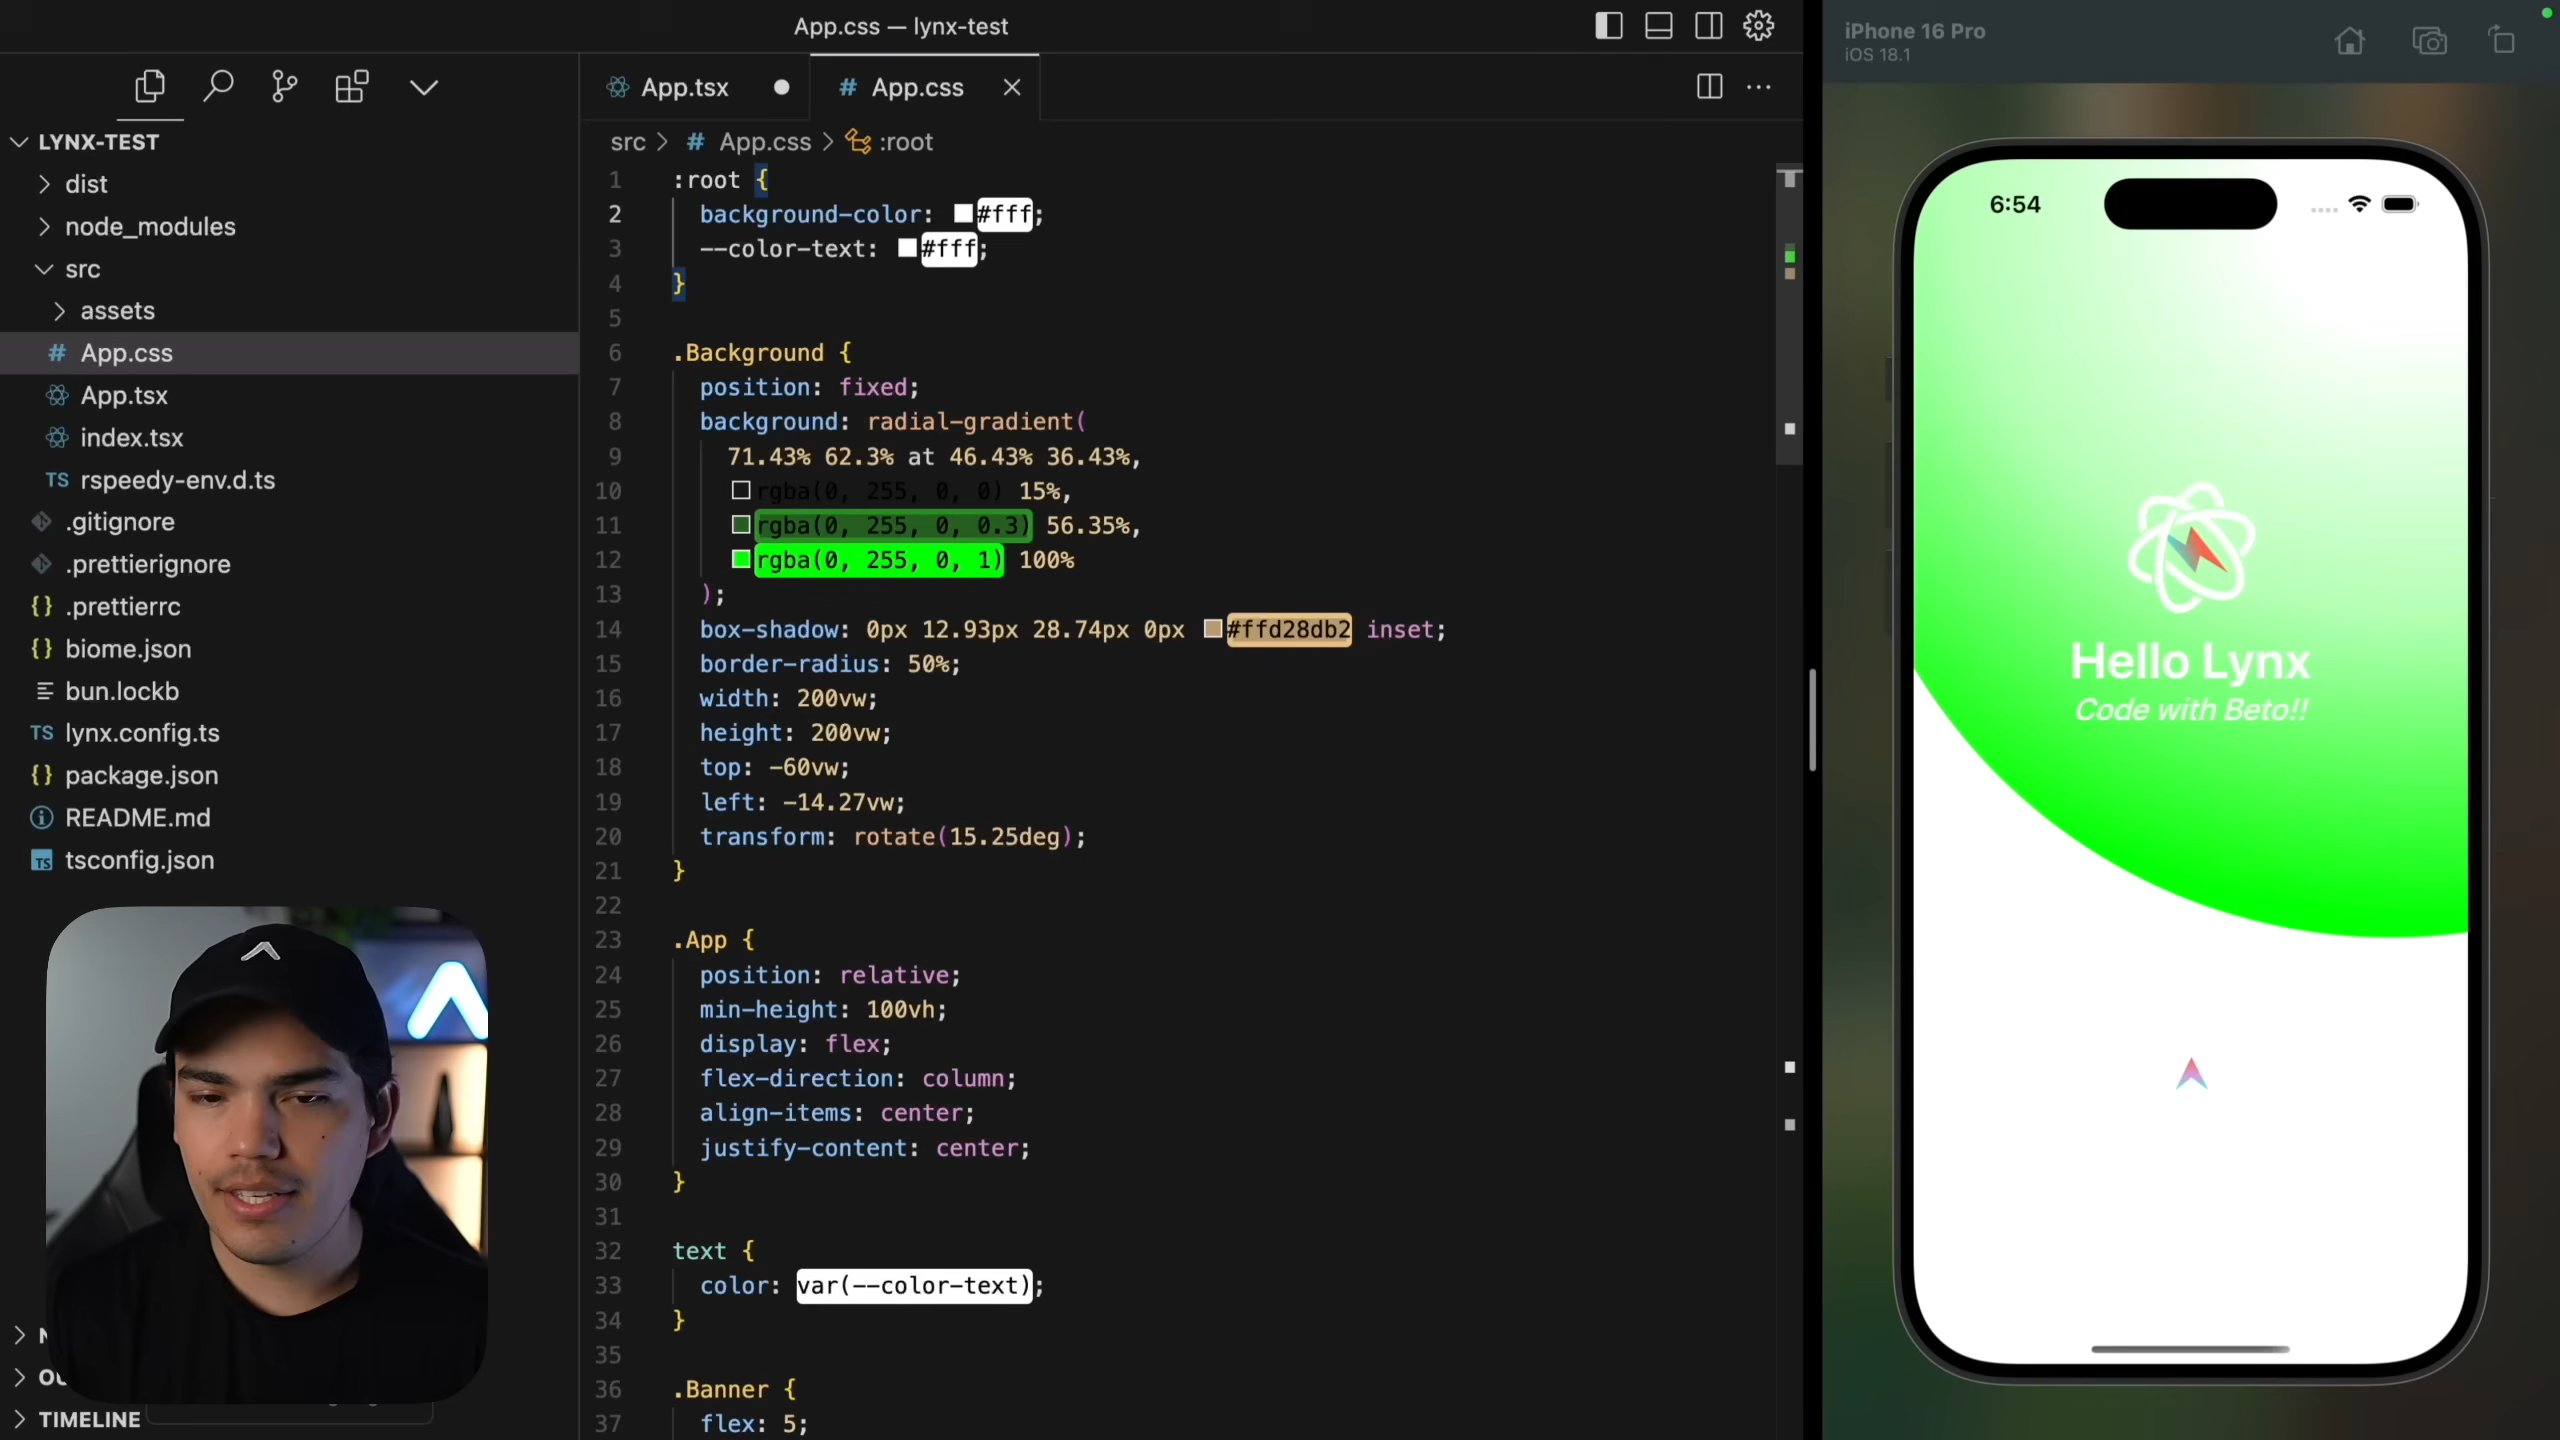 App.css — lynx-test
iPhone 16 Pro
iOS 18.1
App.tsx
# App.css
LYNX-TEST
src > # App.css > :root
dist
node_modules
src
assets
# App.css
App.tsx
index.tsx
TS rspeedy-env.d.ts
.gitignore
.prettierignore
{} .prettierrc
{} biome.json
bun.lockb
TS lynx.config.ts
{} package.json
README.md
TS tsconfig.json
TIMELINE
1 :root {
2 background-color: #fff;
3 --color-text: #fff;
4 }
5
6 .Background {
7 position: fixed;
8 background: radial-gradient(
9 71.43% 62.3% at 46.43% 36.43%,
10 rgba(0, 255, 0, 0) 15%,
11 rgba(0, 255, 0, 0.3) 56.35%,
12 rgba(0, 255, 0, 1) 100%
13 );
14 box-shadow: 0px 12.93px 28.74px 0px #ffd28db2 inset;
15 border-radius: 50%;
16 width: 200vw;
17 height: 200vw;
18 top: -60vw;
19 left: -14.27vw;
20 transform: rotate(15.25deg);
21 }
22
23 .App {
24 position: relative;
25 min-height: 100vh;
26 display: flex;
27 flex-direction: column;
28 align-items: center;
29 justify-content: center;
30 }
31
32 text {
33 color: var(--color-text);
34 }
35
36 .Banner {
37 flex: 5;
6:54
Hello Lynx
Code with Beto!!